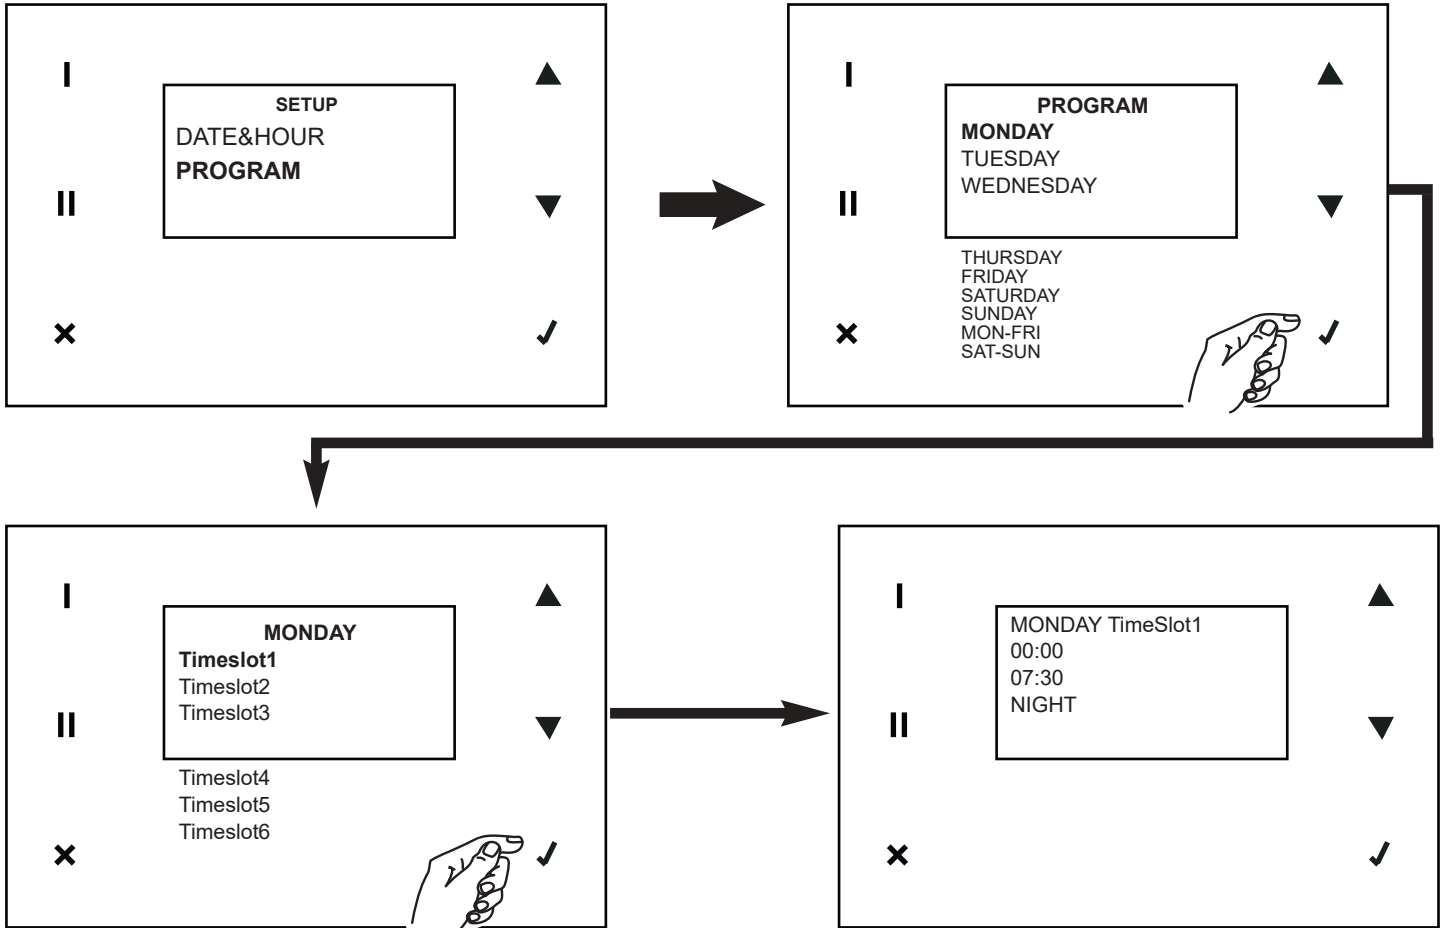 I
SETUP
DATE&HOUR
PROGRAM
II
I
PROGRAM
MONDAY
TUESDAY
WEDNESDAY
II
THURSDAY
FRIDAY
SATURDAY
SUNDAY
MON-FRI
SAT-SUN
I
MONDAY
Timeslot1
Timeslot2
Timeslot3
II
Timeslot4
Timeslot5
Timeslot6
I
MONDAY TimeSlot1
00:00
07:30
NIGHT
II